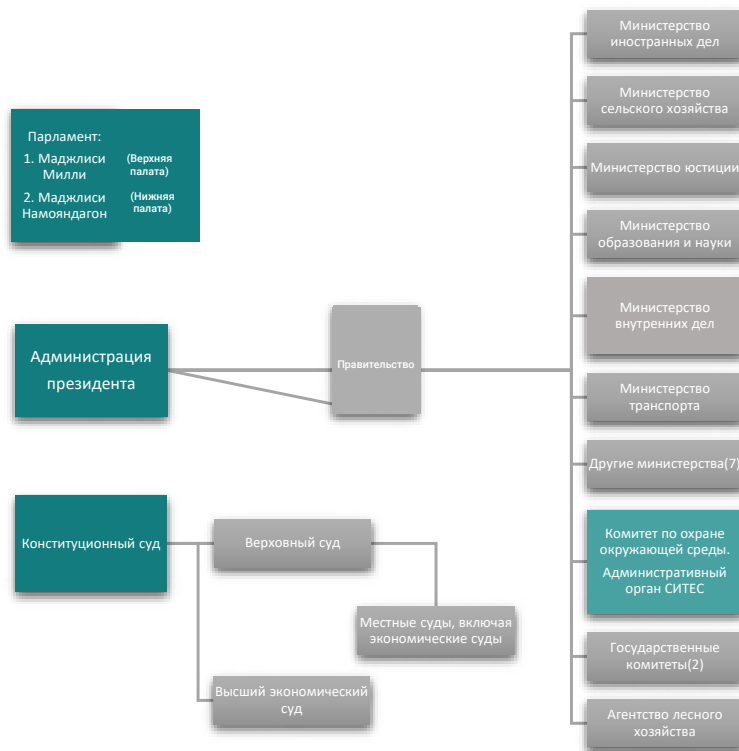 Парламент:
1. Маджлиси
Милли
(Верхняя
палата)
2. Маджлиси
Намояндагон
(Нижняя
палата)
Администрация
президента
Правительство
Конституционный суд
Верховный суд
Местные суды, включая
экономические суды
Высший экономический
суд
Министерство
иностранных дел
Министерство
сельского хозяйства
Министерство юстиции
Министерство
образования и науки
Министерство
внутренних дел
Министерство
транспорта
Другие министерства(7)
Комитет по охране
окружающей среды.
Административный
орган СИТЕС
Государственные
комитеты(2)
Агентство лесного
хозяйства